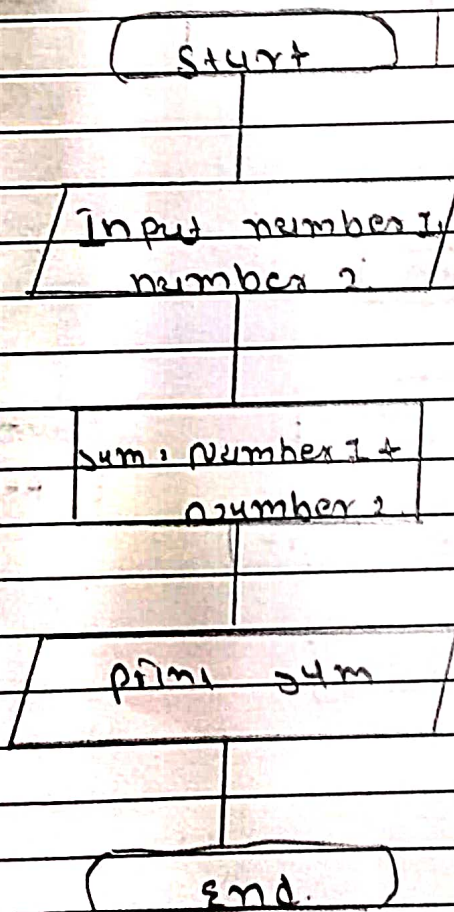 Start
Input number 1,
number 2.
sum = Number 1 +
number 2.
print sum
End.